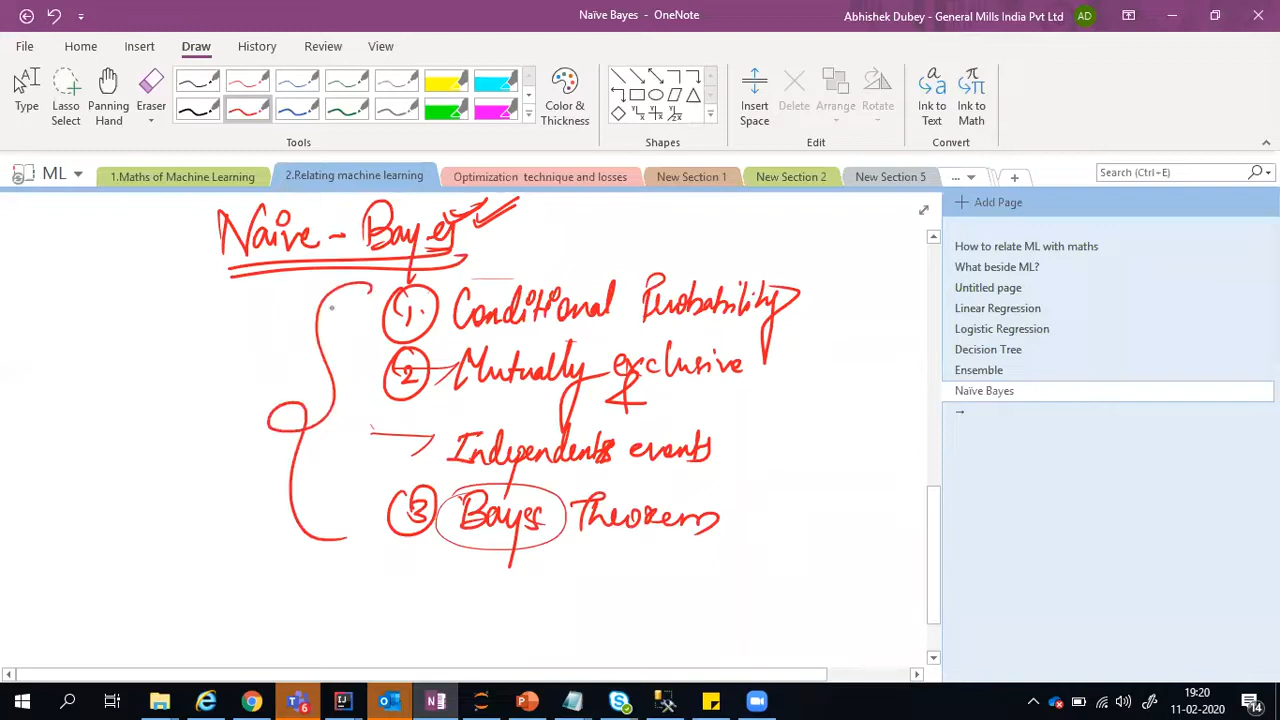 Naïve Bayes - OneNote
Abhishek Dubey - General Mills India Pvt Ltd AD
File Home Insert Draw History Review View
Type Lasso Select Panning Hand Eraser Color & Thickness Insert Space Delete Arrange Rotate Ink to Text Ink to Math
Tools Shapes Edit Convert
ML 1.Maths of Machine Learning 2.Relating machine learning Optimization technique and losses New Section 1 New Section 2 New Section 5 ... Search (Ctrl+E)
Add Page
How to relate ML with maths
What beside ML?
Untitled page
Linear Regression
Logistic Regression
Decision Tree
Ensemble
Naïve Bayes
Naïve - Bayes
1. Conditional Probability
2 Mutually exclusive
Independent events
3 Bayes Theorem
19:20
11-02-2020
14